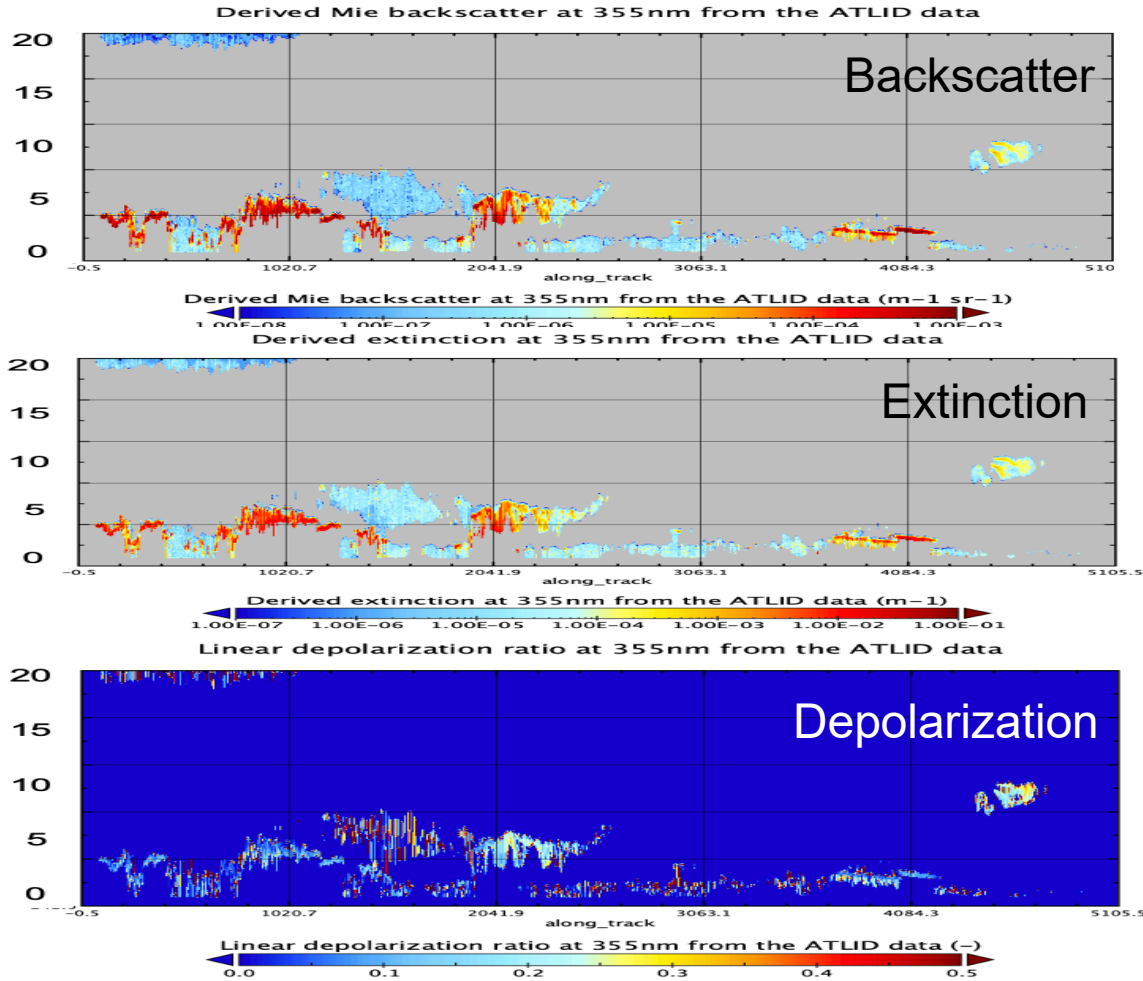 Derived Mie backscatter at 355nm from the ATLID data
20
Backscatter
15
10
5
0
-0.5 1020.7 2041.9 3063.1 4084.3 510
along_track
Derived Mie backscatter at 355nm from the ATLID data (m-1 sr-1)
1.00E-08 1.00E-07 1.00E-06 1.00E-05 1.00E-04 1.00E-03
Derived extinction at 355nm from the ATLID data
20
Extinction
15
10
5
0
-0.5 1020.7 2041.9 3063.1 4084.3 5105.5
along_track
Derived extinction at 355nm from the ATLID data (m-1)
1.00E-07 1.00E-06 1.00E-05 1.00E-04 1.00E-03 1.00E-02 1.00E-01
Linear depolarization ratio at 355nm from the ATLID data
20
Depolarization
15
10
5
0
-0.5 1020.7 2041.9 3063.1 4084.3 5105.5
along_track
Linear depolarization ratio at 355nm from the ATLID data (-)
0.0 0.1 0.2 0.3 0.4 0.5